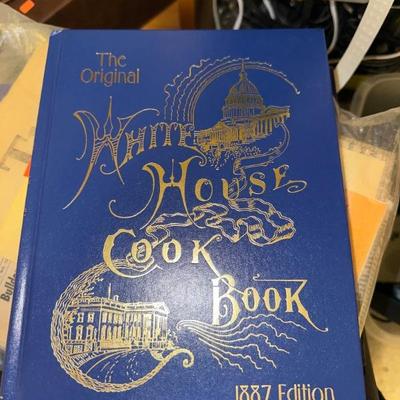 The
Original
White
House
Cook
Book
1887 Edition